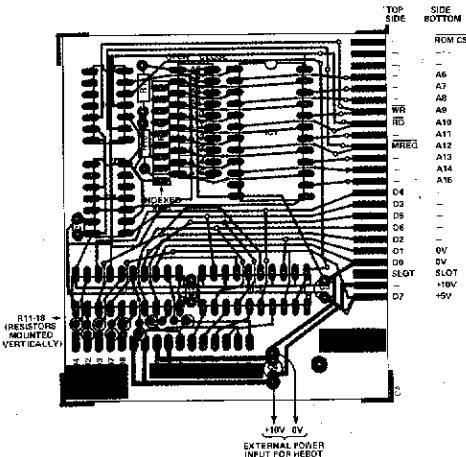 TOP SIDE
SIDE BOTTOM
ROM CS
- A6
- A7
- A8
WR A9
RD A10
- A11
MREQ A12
- A13
- A14
- A15
D4 -
D3 -
D5 -
D6 -
D2 -
D1 0V
D0 0V
SLOT SLOT
- +10V
D7 +5V
IC1
INDEXED
R11-18
(RESISTORS
MOUNTED
VERTICALLY)
+10V 0V
EXTERNAL POWER
INPUT FOR HEBOT